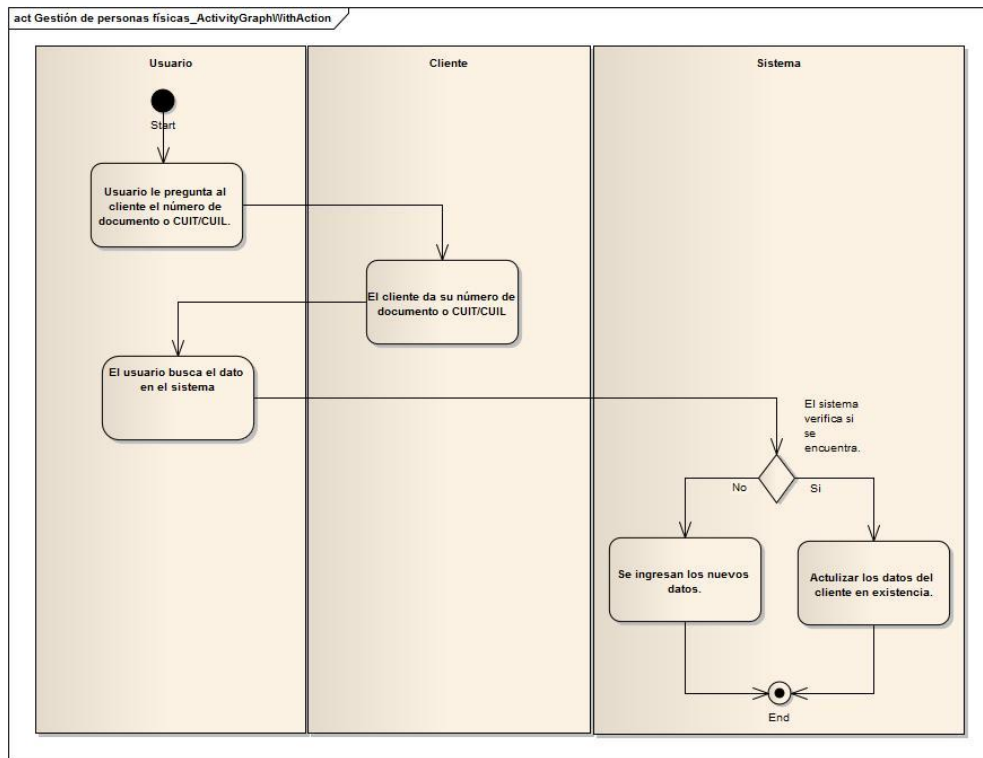 act Gestión de personas físicas_ActivityGraphWithAction
Usuario
Cliente
Sistema
Start
Usuario le pregunta al
cliente el número de
documento o CUIT/CUIL.
El cliente da su número de
documento o CUIT/CUIL
El usuario busca el dato
en el sistema
El sistema
verifica si
se
encuentra.
No
Si
Se ingresan los nuevos
datos.
Actulizar los datos del
cliente en existencia.
End